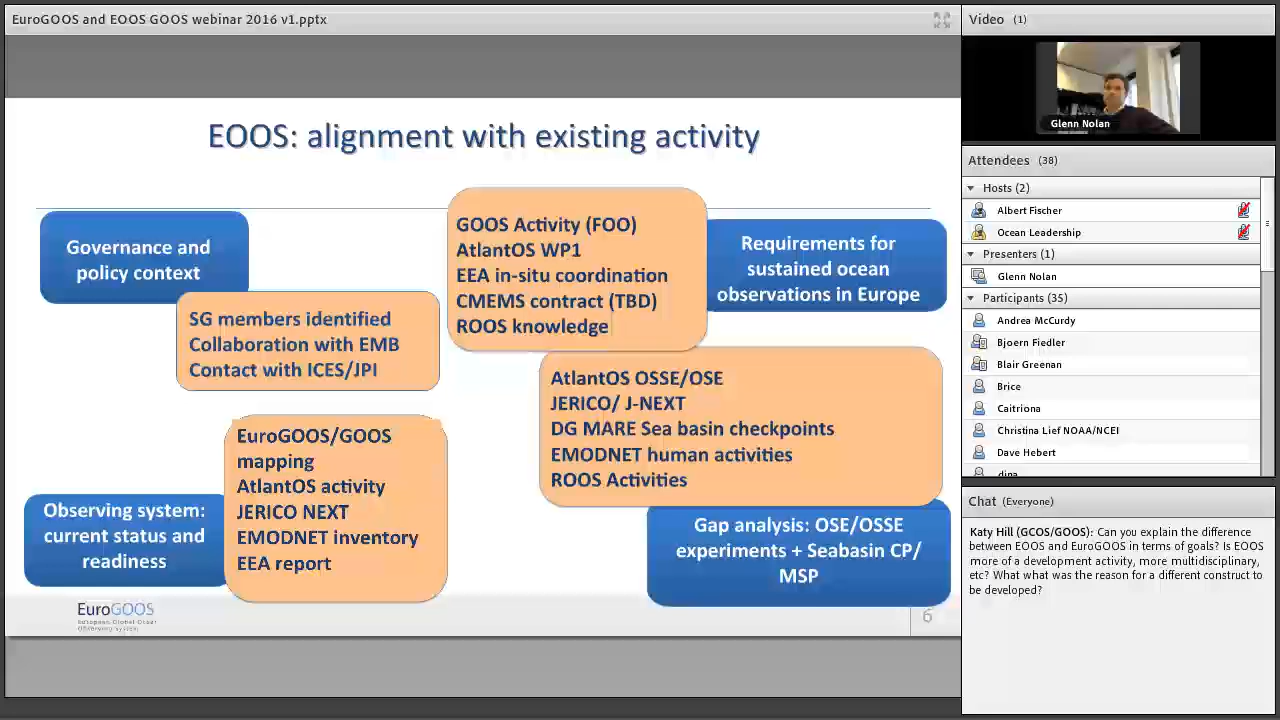 EuroGOOS and EOOS GOOS webinar 2016 v1.pptx
EOOS: alignment with existing activity
Governance and
policy context
SG members identified
Collaboration with EMB
Contact with ICES/JPI
GOOS Activity (FOO)
AtlantOS WP1
EEA in-situ coordination
CMEMS contract (TBD)
ROOS knowledge
Requirements for
sustained ocean
observations in Europe
AtlantOS OSSE/OSE
JERICO/ J-NEXT
DG MARE Sea basin checkpoints
EMODNET human activities
ROOS Activities
EuroGOOS/GOOS
mapping
AtlantOS activity
JERICO NEXT
EMODNET inventory
EEA report
Observing system:
current status and
readiness
Gap analysis: OSE/OSSE
experiments + Seabasin CP/
MSP
EuroGOOS
European Global Ocean
Observing System
6
Video (1)
Glenn Nolan
Attendees (38)
Hosts (2)
Albert Fischer
Ocean Leadership
Presenters (1)
Glenn Nolan
Participants (35)
Andrea McCurdy
Bjoern Fiedler
Blair Greenan
Brice
Caitriona
Christina Lief NOAA/NCEI
Dave Hebert
Chat (Everyone)
Katy Hill (GCOS/GOOS): Can you explain the difference
between EOOS and EuroGOOS in terms of goals? Is EOOS
more of a development activity, more multidisciplinary,
etc? What what was the reason for a different construct to
be developed?